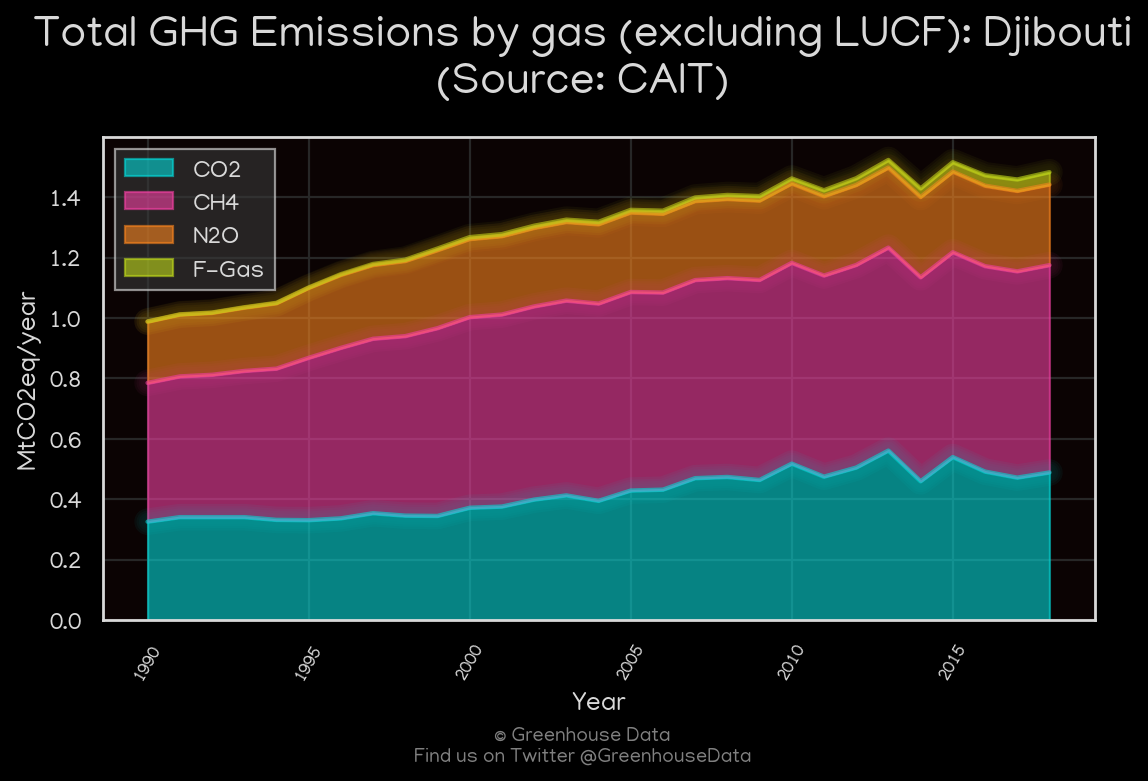 Total GHG Emissions by gas (excluding LUCF): Djibouti
(Source: CAIT)
CO2
CH4
N2O
F-Gas
MtCO2eq/year
1.4
1.2
1.0
0.8
0.6
0.4
0.2
0.0
1990
1995
2000
2005
2010
2015
Year
© Greenhouse Data
Find us on Twitter @GreenhouseData